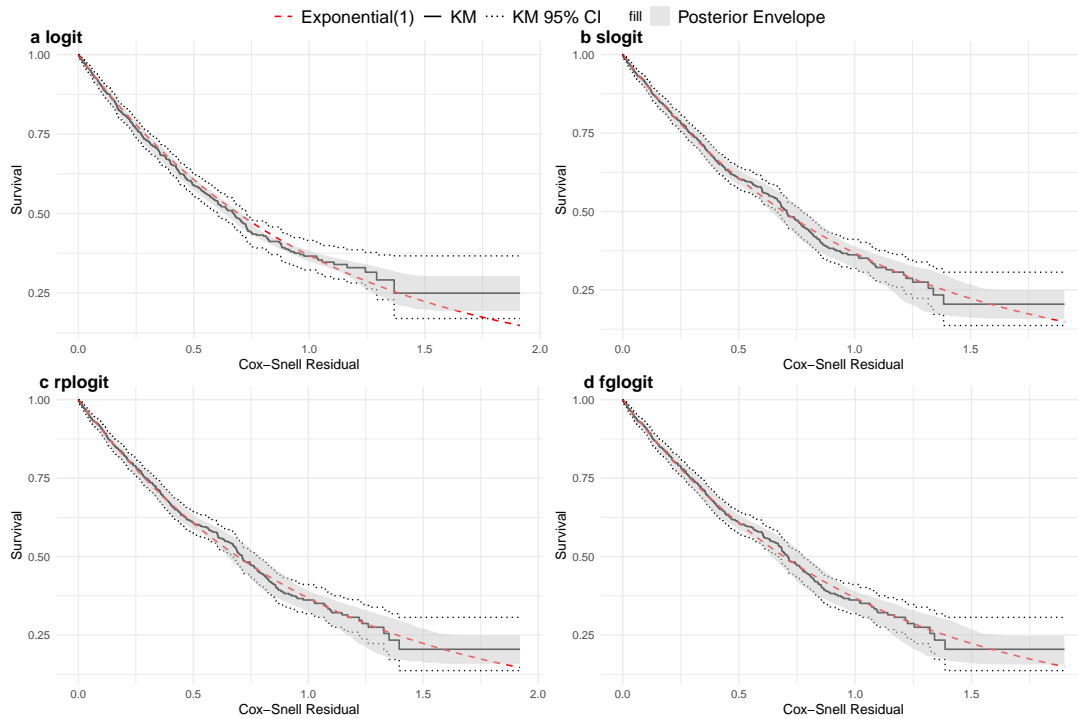 Exponential(1) KM KM 95% CI fill Posterior Envelope
a logit
1.00
0.75
0.50
0.25
Survival
0.0 0.5 1.0 1.5 2.0
Cox−Snell Residual
b slogit
1.00
0.75
0.50
0.25
Survival
0.0 0.5 1.0 1.5
Cox−Snell Residual
c rplogit
1.00
0.75
0.50
0.25
Survival
0.0 0.5 1.0 1.5 2.0
Cox−Snell Residual
d fglogit
1.00
0.75
0.50
0.25
Survival
0.0 0.5 1.0 1.5
Cox−Snell Residual